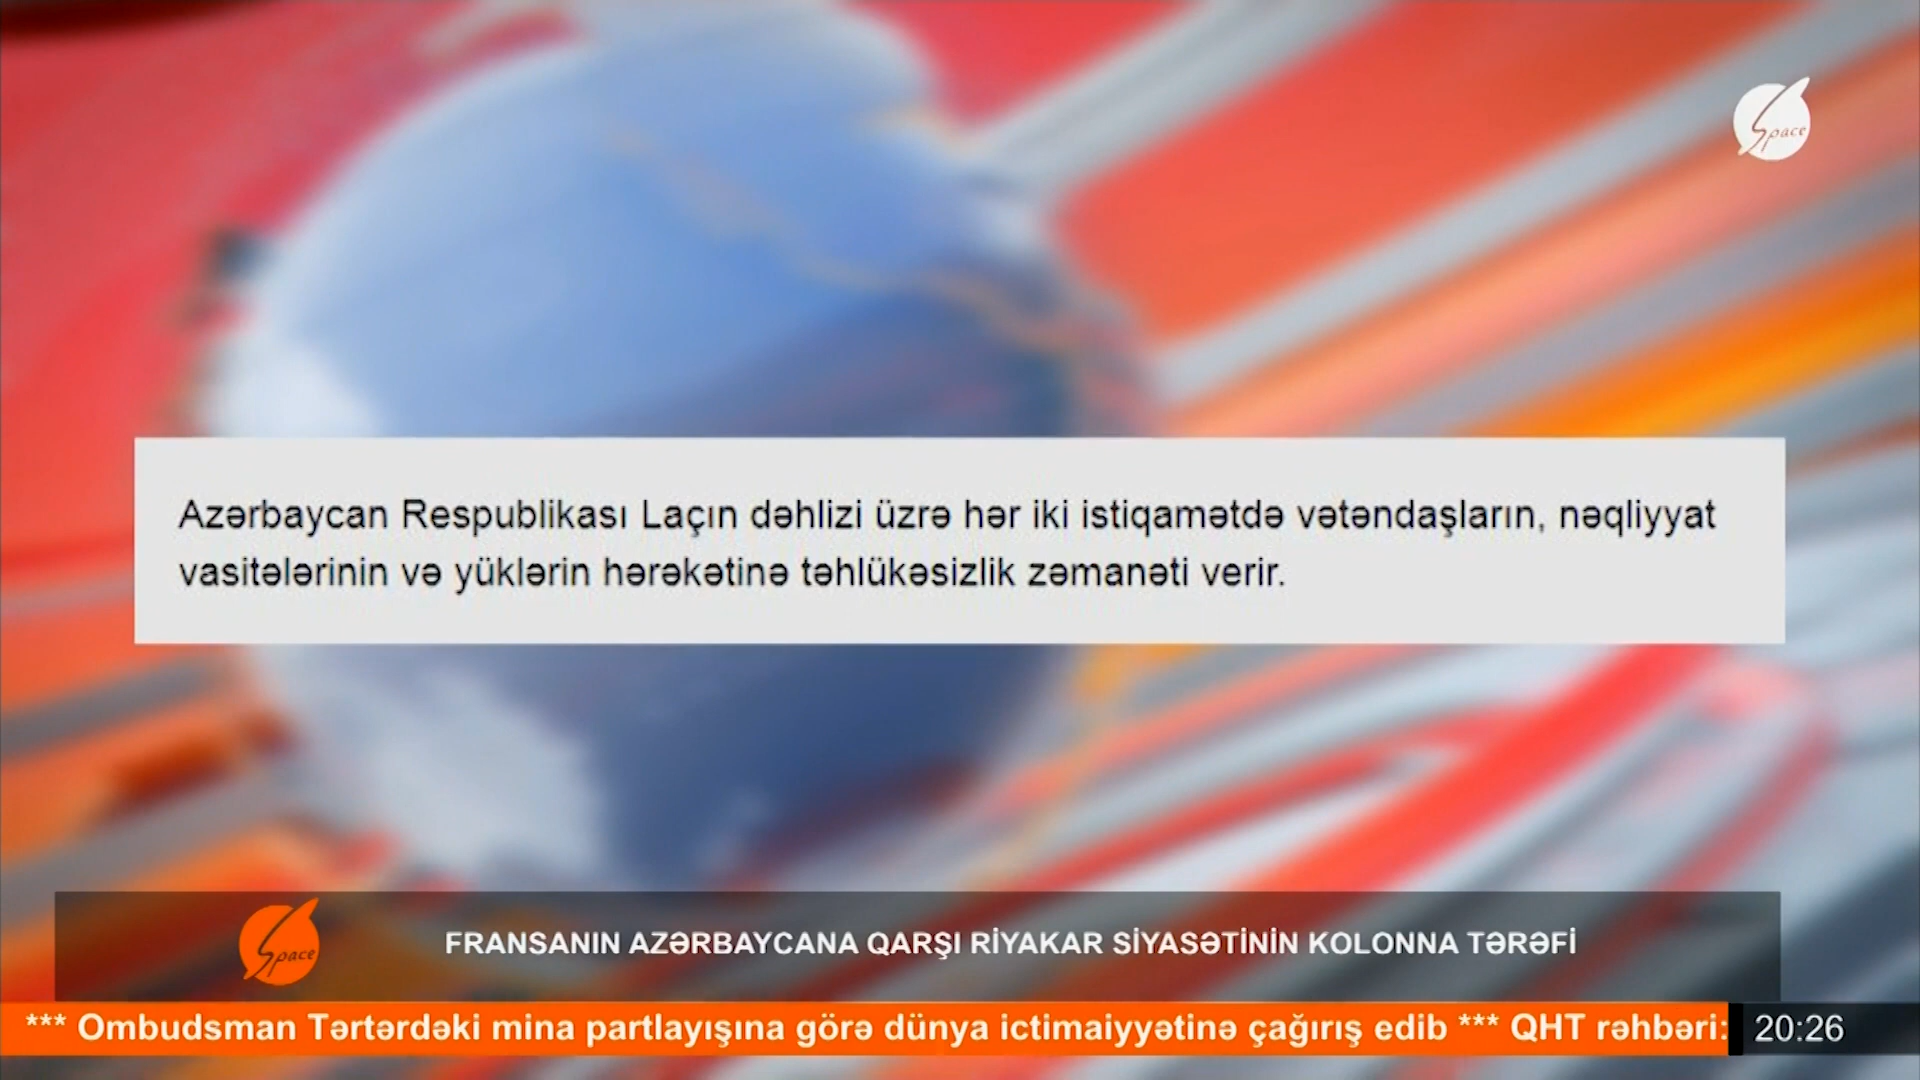 Space
Azərbaycan Respublikası Laçın dəhlizi üzrə hər iki istiqamətdə vətəndaşların, nəqliyyat
vasitələrinin və yüklərin hərəkətinə təhlükəsizlik zəmanəti verir.
Space
FRANSANIN AZƏRBAYCANA QARŞI RİYAKAR SİYASƏTİNİN KOLONNA TƏRƏFİ
*** Ombudsman Tərtərdəki mina partlayışına görə dünya ictimaiyyətinə çağırış edib *** QHT rəhbəri: 20:26